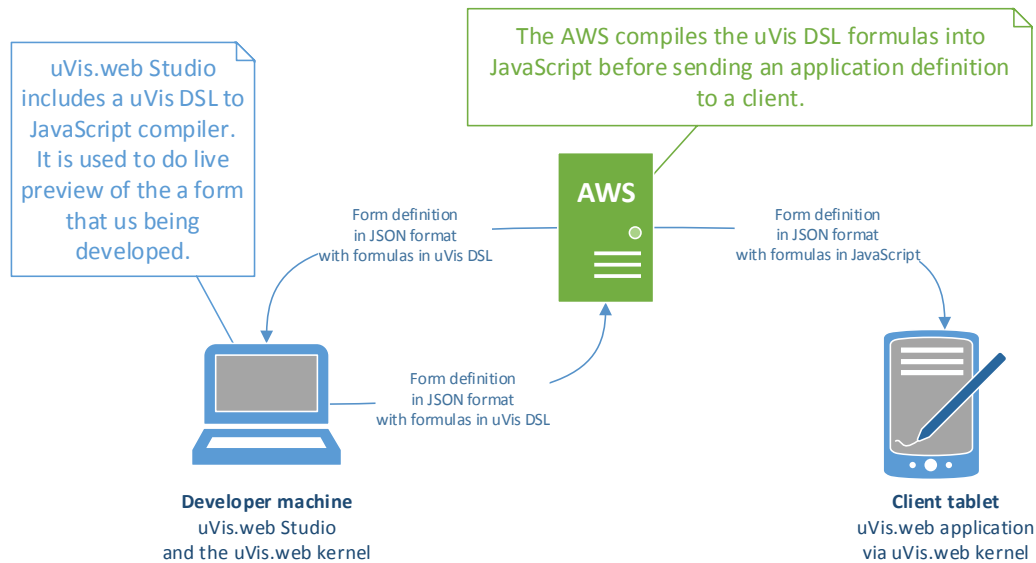 The AWS compiles the uVis DSL formulas into
JavaScript before sending an application definition
to a client.
uVis.web Studio
includes a uVis DSL to
JavaScript compiler.
It is used to do live
preview of the a form
that us being
developed.
AWS
Form definition
in JSON format
with formulas in uVis DSL
Form definition
in JSON format
with formulas in JavaScript
Form definition
in JSON format
with formulas in uVis DSL
Developer machine
uVis.web Studio
and the uVis.web kernel
Client tablet
uVis.web application
via uVis.web kernel